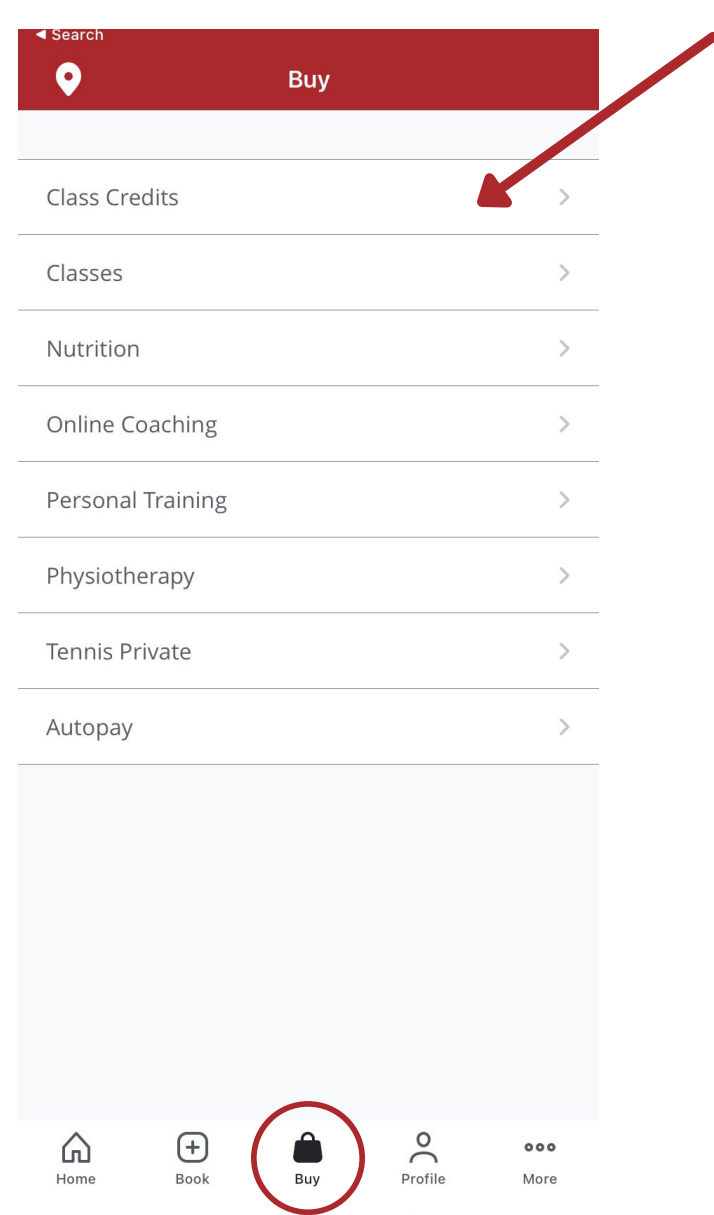 Search
Buy
Class Credits
Classes
Nutrition
Online Coaching
Personal Training
Physiotherapy
Tennis Private
Autopay
Home
Book
Buy
Profile
More